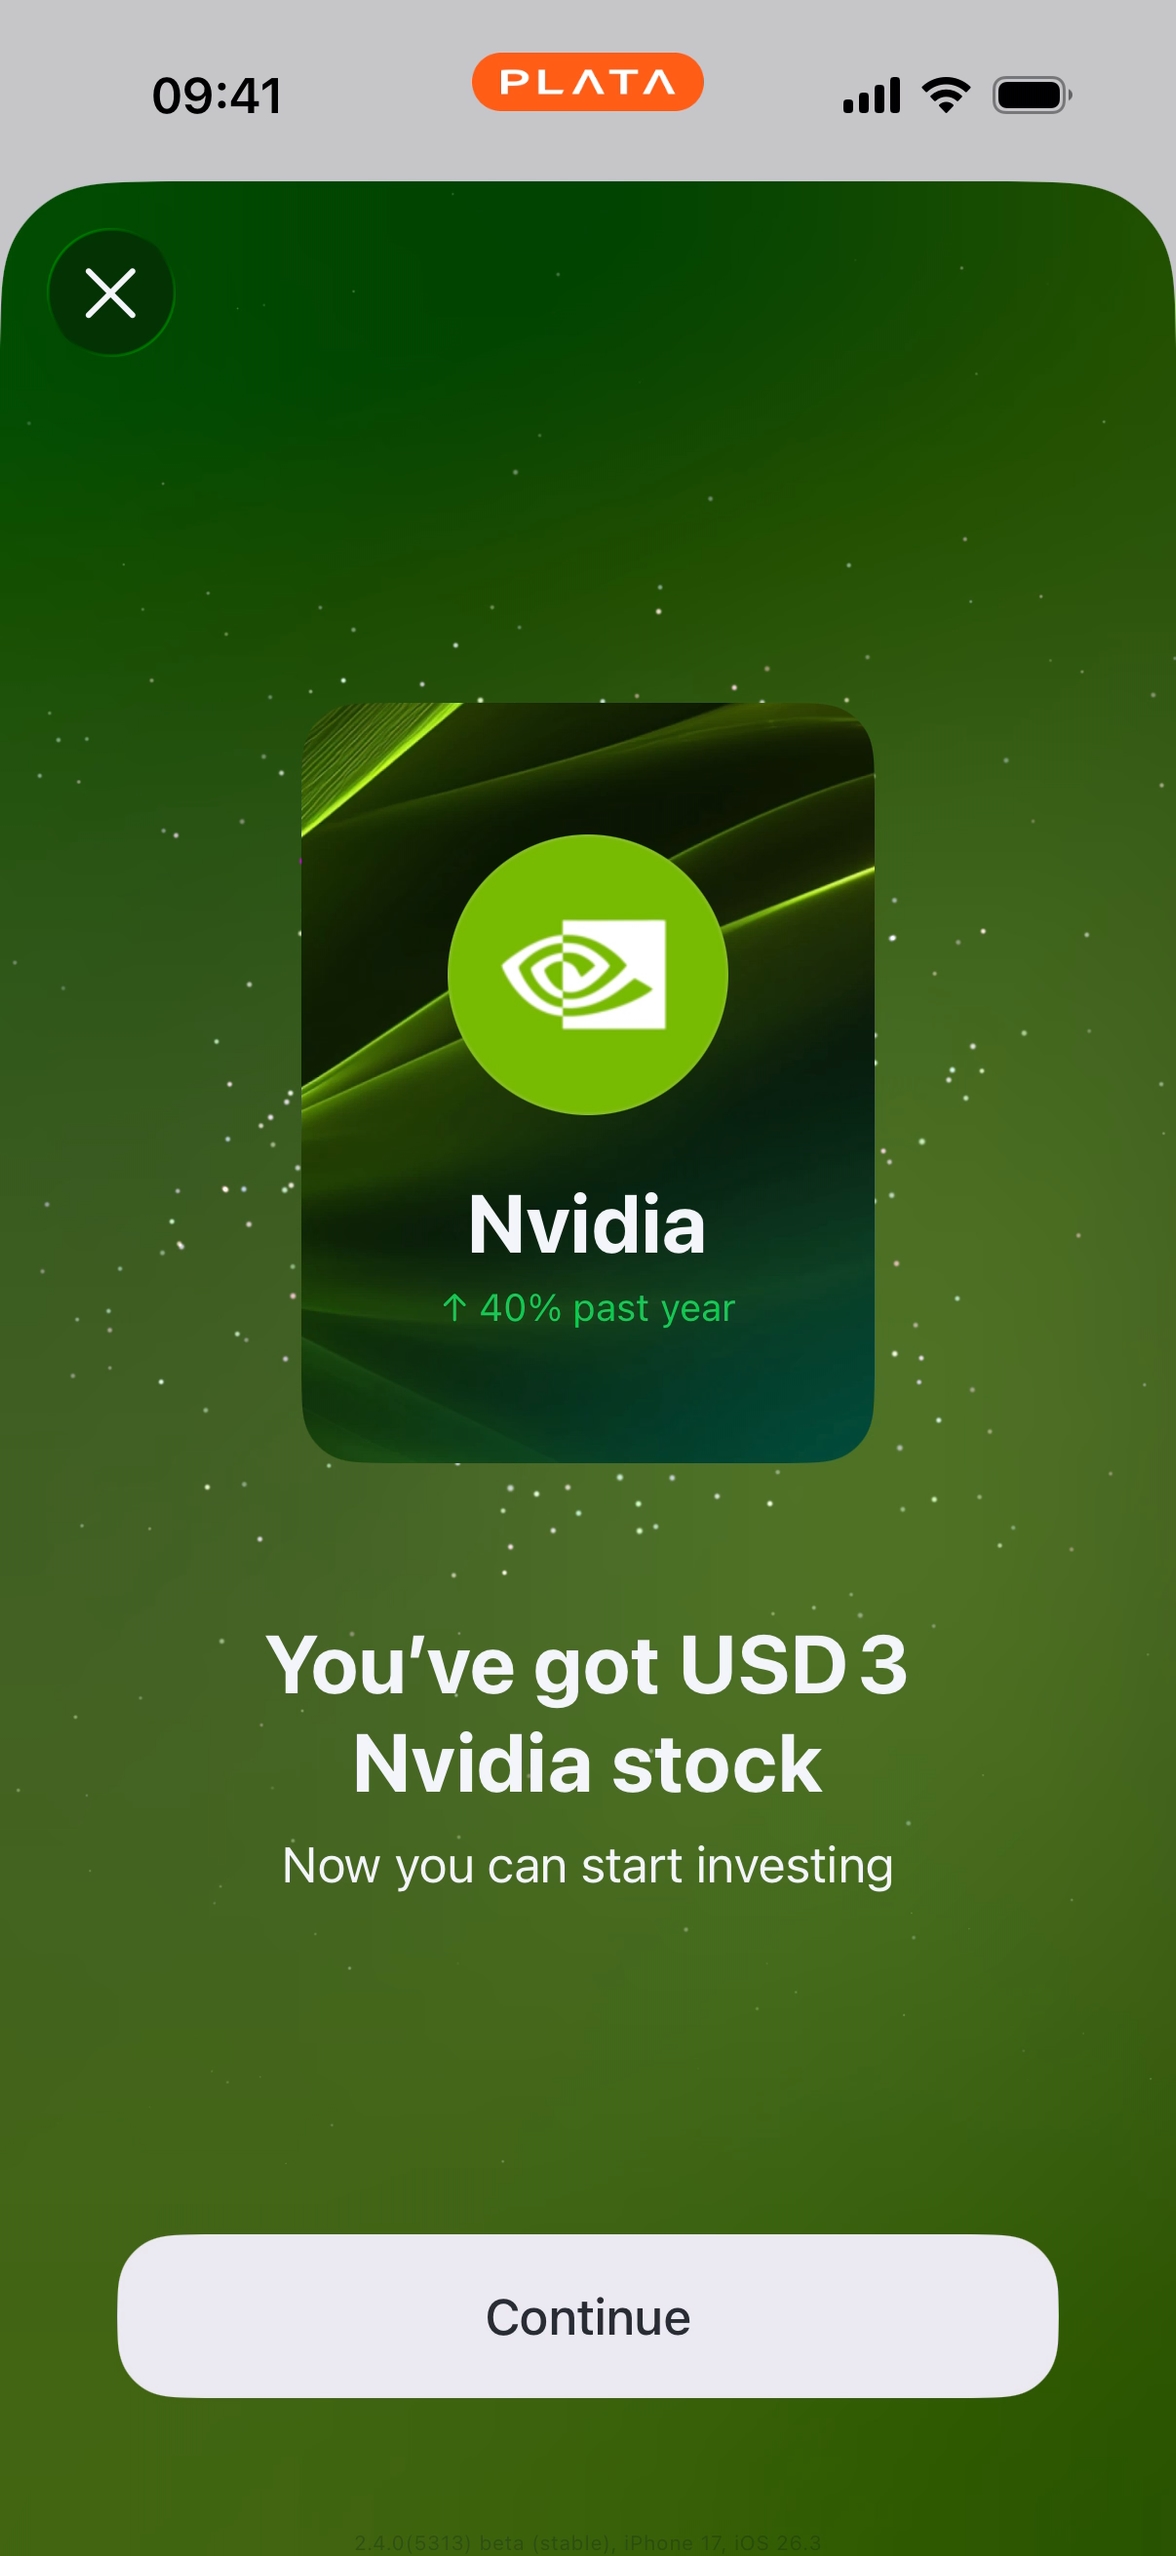 09:41
PLATA
Nvidia
↑ 40% past year
You’ve got USD 3
Nvidia stock
Now you can start investing
Continue
2.4.0(5313) beta (stable), iPhone 17, iOS 26.3